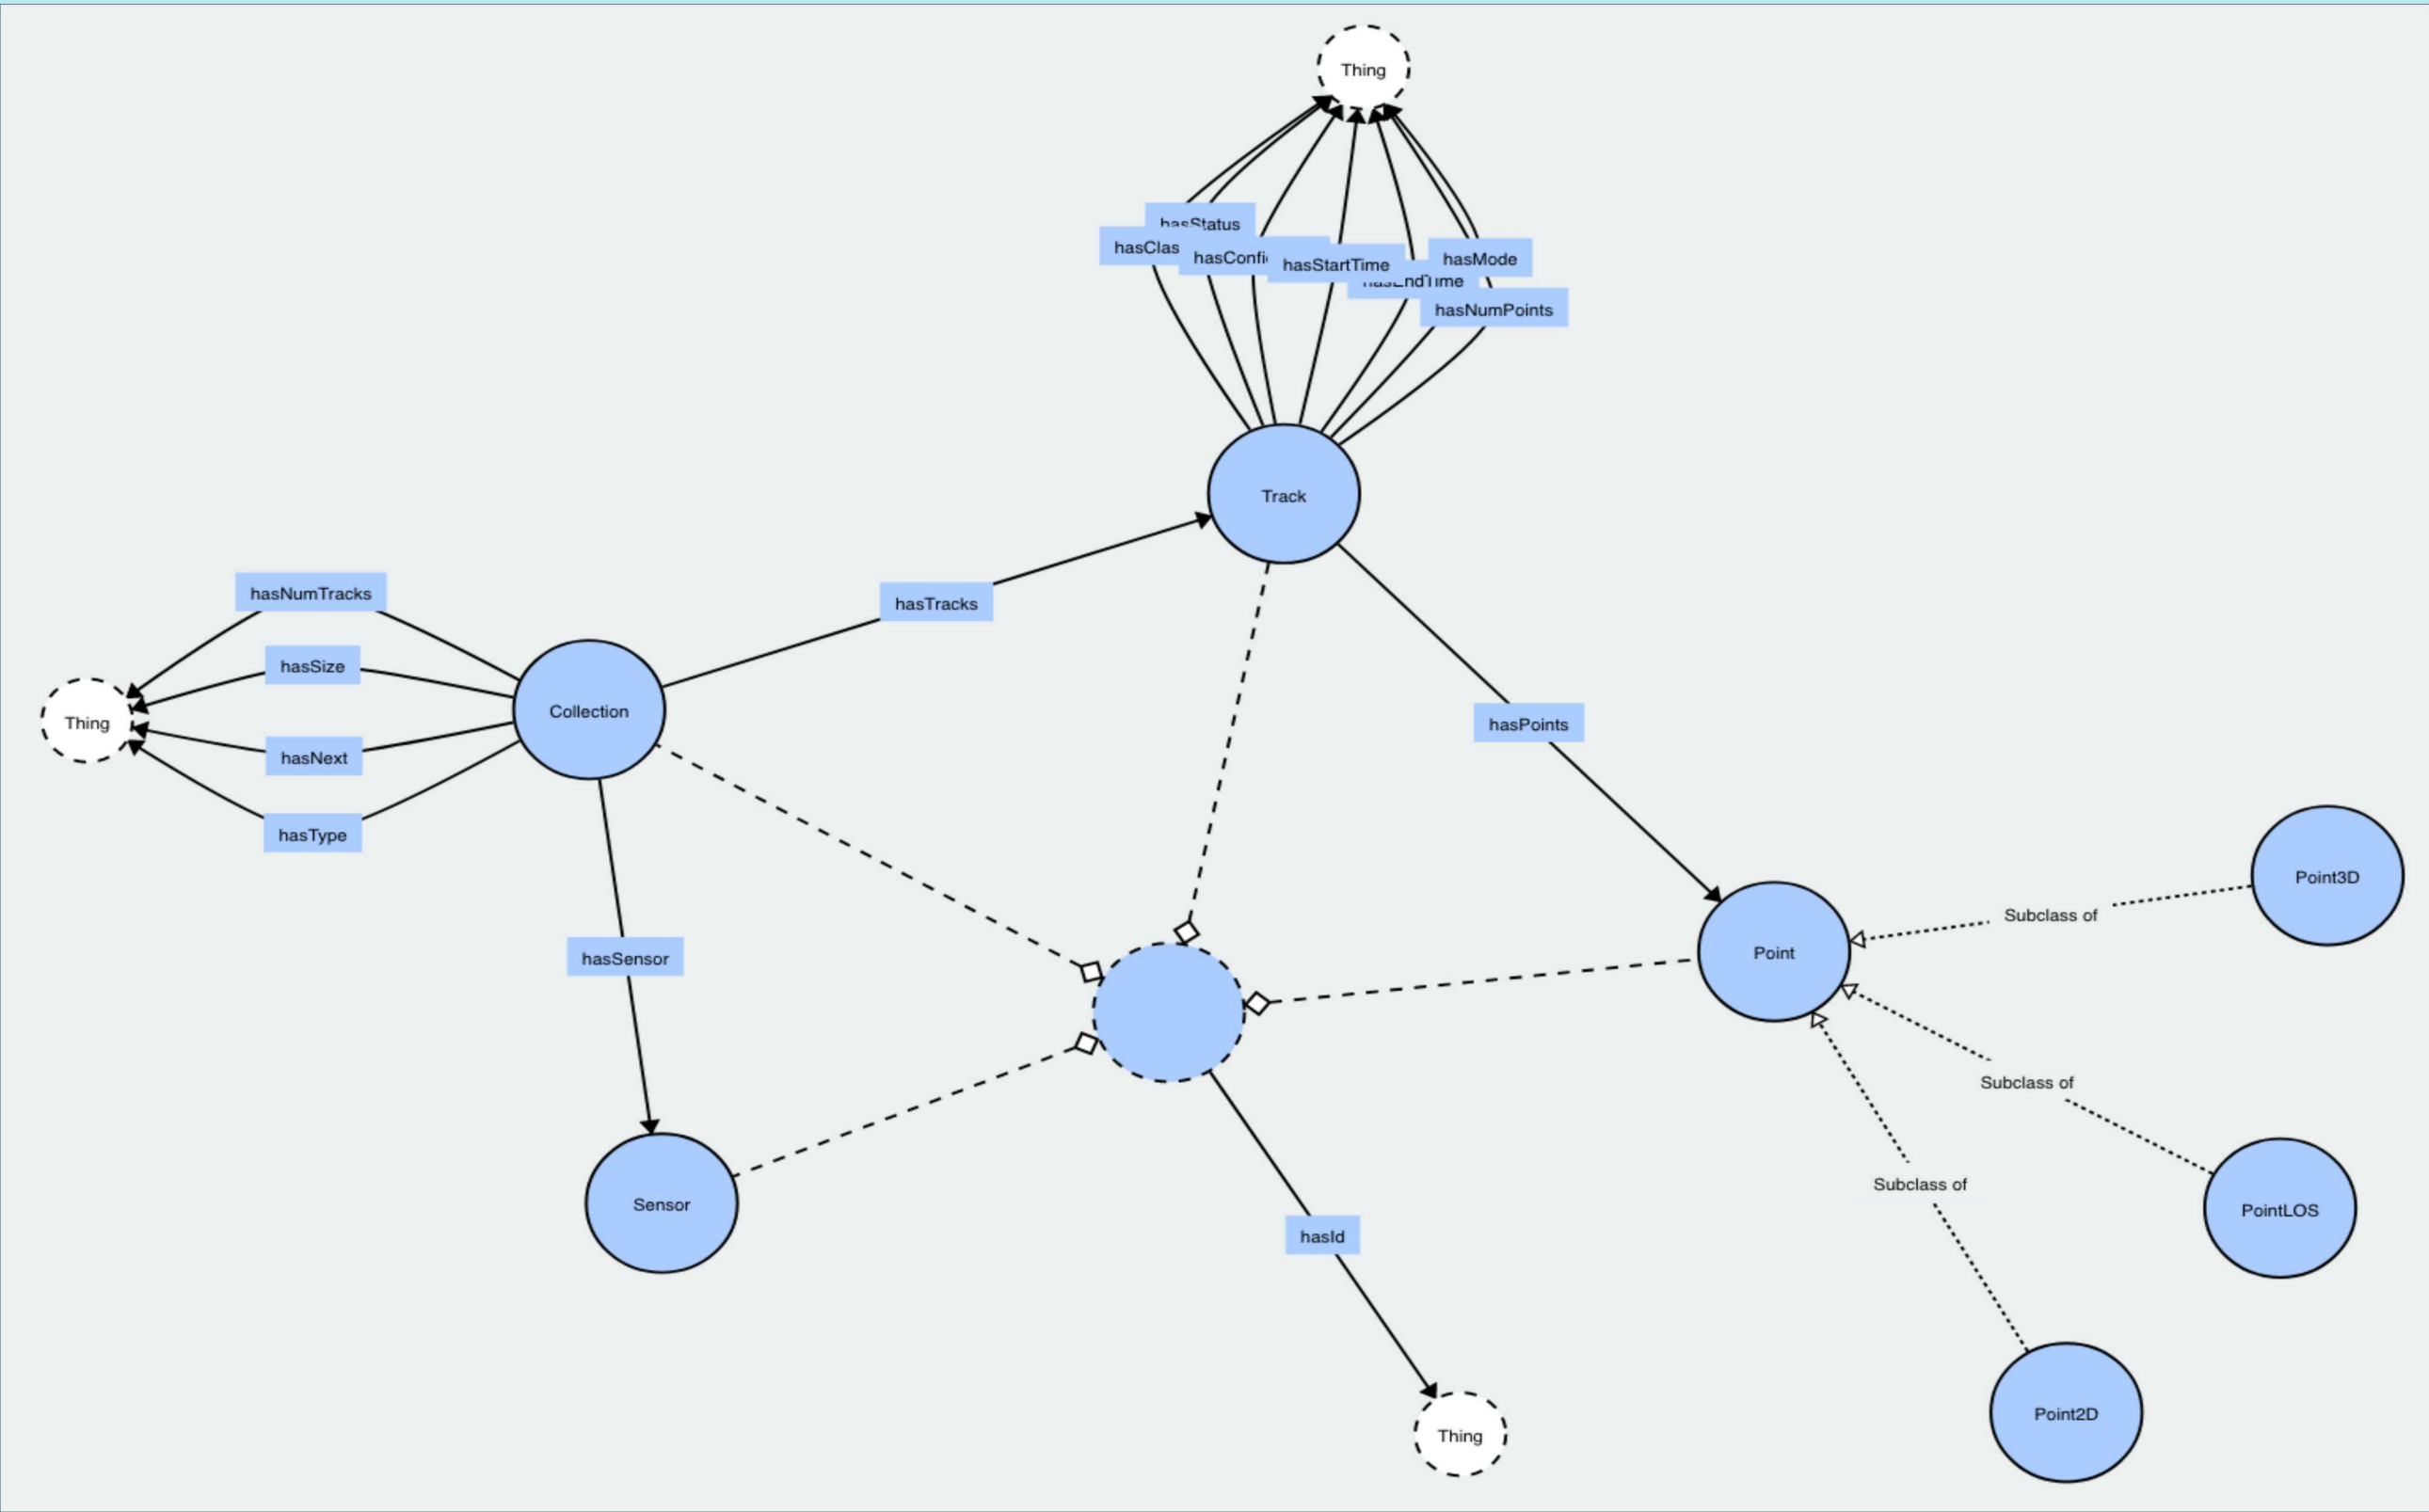 Thing
hasStatus
hasClas
hasConfi
hasStartTime
hasMode
hasEndTime
hasNumPoints
Track
hasNumTracks
hasTracks
hasSize
Collection
Thing
hasPoints
hasNext
hasType
Point3D
Subclass of
Point
hasSensor
Subclass of
Subclass of
Sensor
PointLOS
hasId
Point2D
Thing